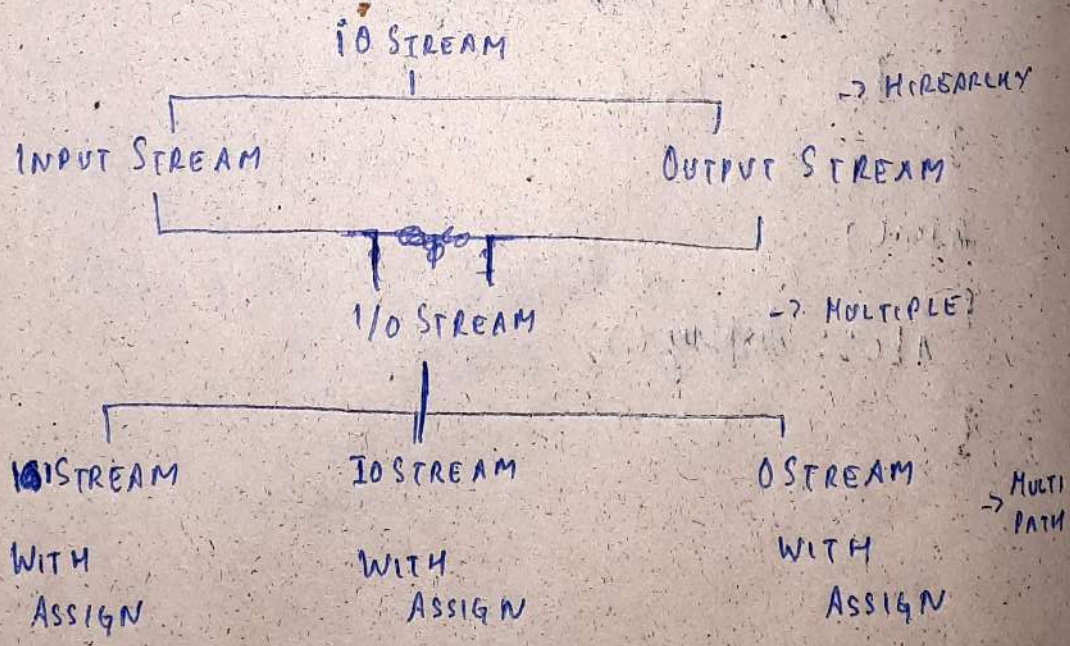 IO STREAM
-> HIREARCHY
INPUT STREAM
OUTPUT STREAM
I/O STREAM
-> MULTIPLE
ISTREAM
IOSTREAM
OSTREAM
-> MULTI
PATH
WITH
WITH
WITH
ASSIGN
ASSIGN
ASSIGN